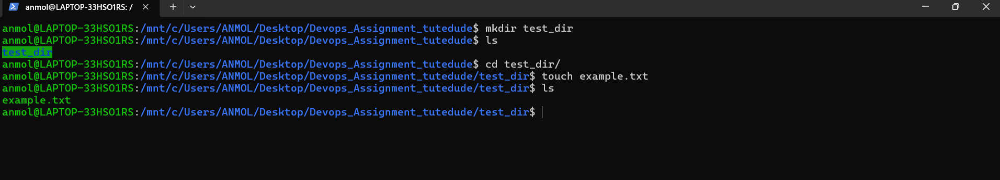 anmol@LAPTOP-33HSO1RS: /
anmol@LAPTOP-33HSO1RS:/mnt/c/Users/ANMOL/Desktop/Devops_Assignment_tutedude$ mkdir test_dir
anmol@LAPTOP-33HSO1RS:/mnt/c/Users/ANMOL/Desktop/Devops_Assignment_tutedude$ ls
test_dir
anmol@LAPTOP-33HSO1RS:/mnt/c/Users/ANMOL/Desktop/Devops_Assignment_tutedude$ cd test_dir/
anmol@LAPTOP-33HSO1RS:/mnt/c/Users/ANMOL/Desktop/Devops_Assignment_tutedude/test_dir$ touch example.txt
anmol@LAPTOP-33HSO1RS:/mnt/c/Users/ANMOL/Desktop/Devops_Assignment_tutedude/test_dir$ ls
example.txt
anmol@LAPTOP-33HSO1RS:/mnt/c/Users/ANMOL/Desktop/Devops_Assignment_tutedude/test_dir$